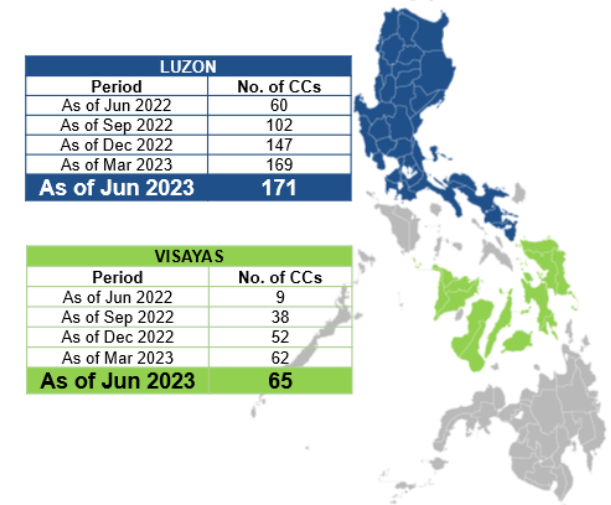 LUZON
Period No. of CCs
As of Jun 2022 60
As of Sep 2022 102
As of Dec 2022 147
As of Mar 2023 169
As of Jun 2023 171
VISAYAS
Period No. of CCs
As of Jun 2022 9
As of Sep 2022 38
As of Dec 2022 52
As of Mar 2023 62
As of Jun 2023 65